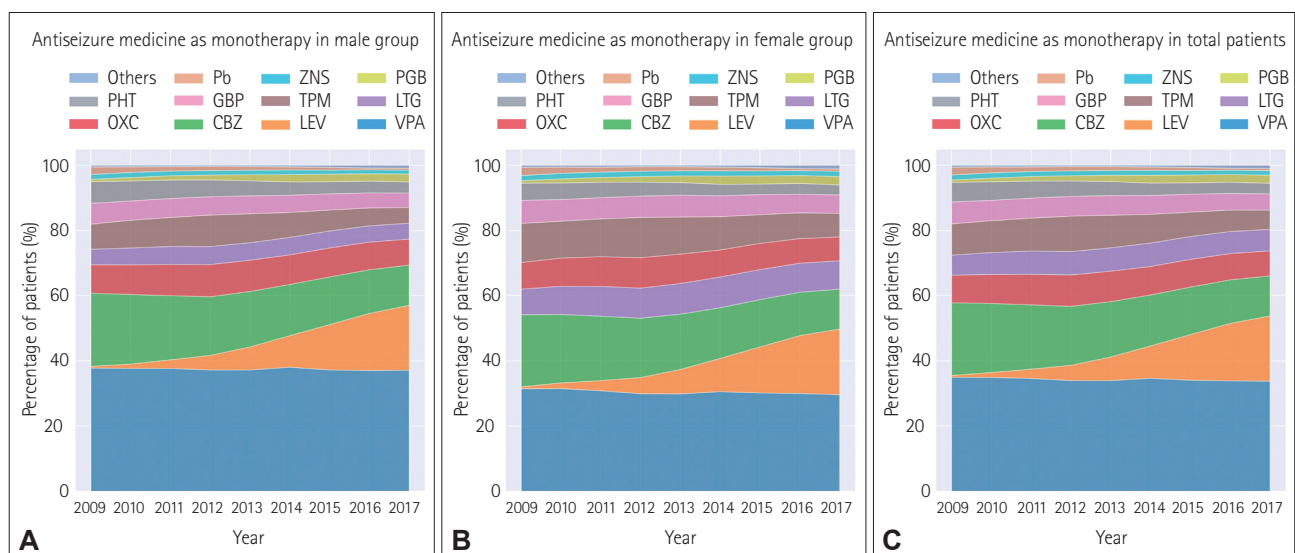 Antiseizure medicine as monotherapy in male group
Others Pb ZNS PGB
PHT GBP TPM LTG
OXC CBZ LEV VPA
Percentage of patients (%)
100
80
60
40
20
0
2009 2010 2011 2012 2013 2014 2015 2016 2017
Year
A
Antiseizure medicine as monotherapy in female group
Others Pb ZNS PGB
PHT GBP TPM LTG
OXC CBZ LEV VPA
Percentage of patients (%)
100
80
60
40
20
0
2009 2010 2011 2012 2013 2014 2015 2016 2017
Year
B
Antiseizure medicine as monotherapy in total patients
Others Pb ZNS PGB
PHT GBP TPM LTG
OXC CBZ LEV VPA
Percentage of patients (%)
100
80
60
40
20
0
2009 2010 2011 2012 2013 2014 2015 2016 2017
Year
C